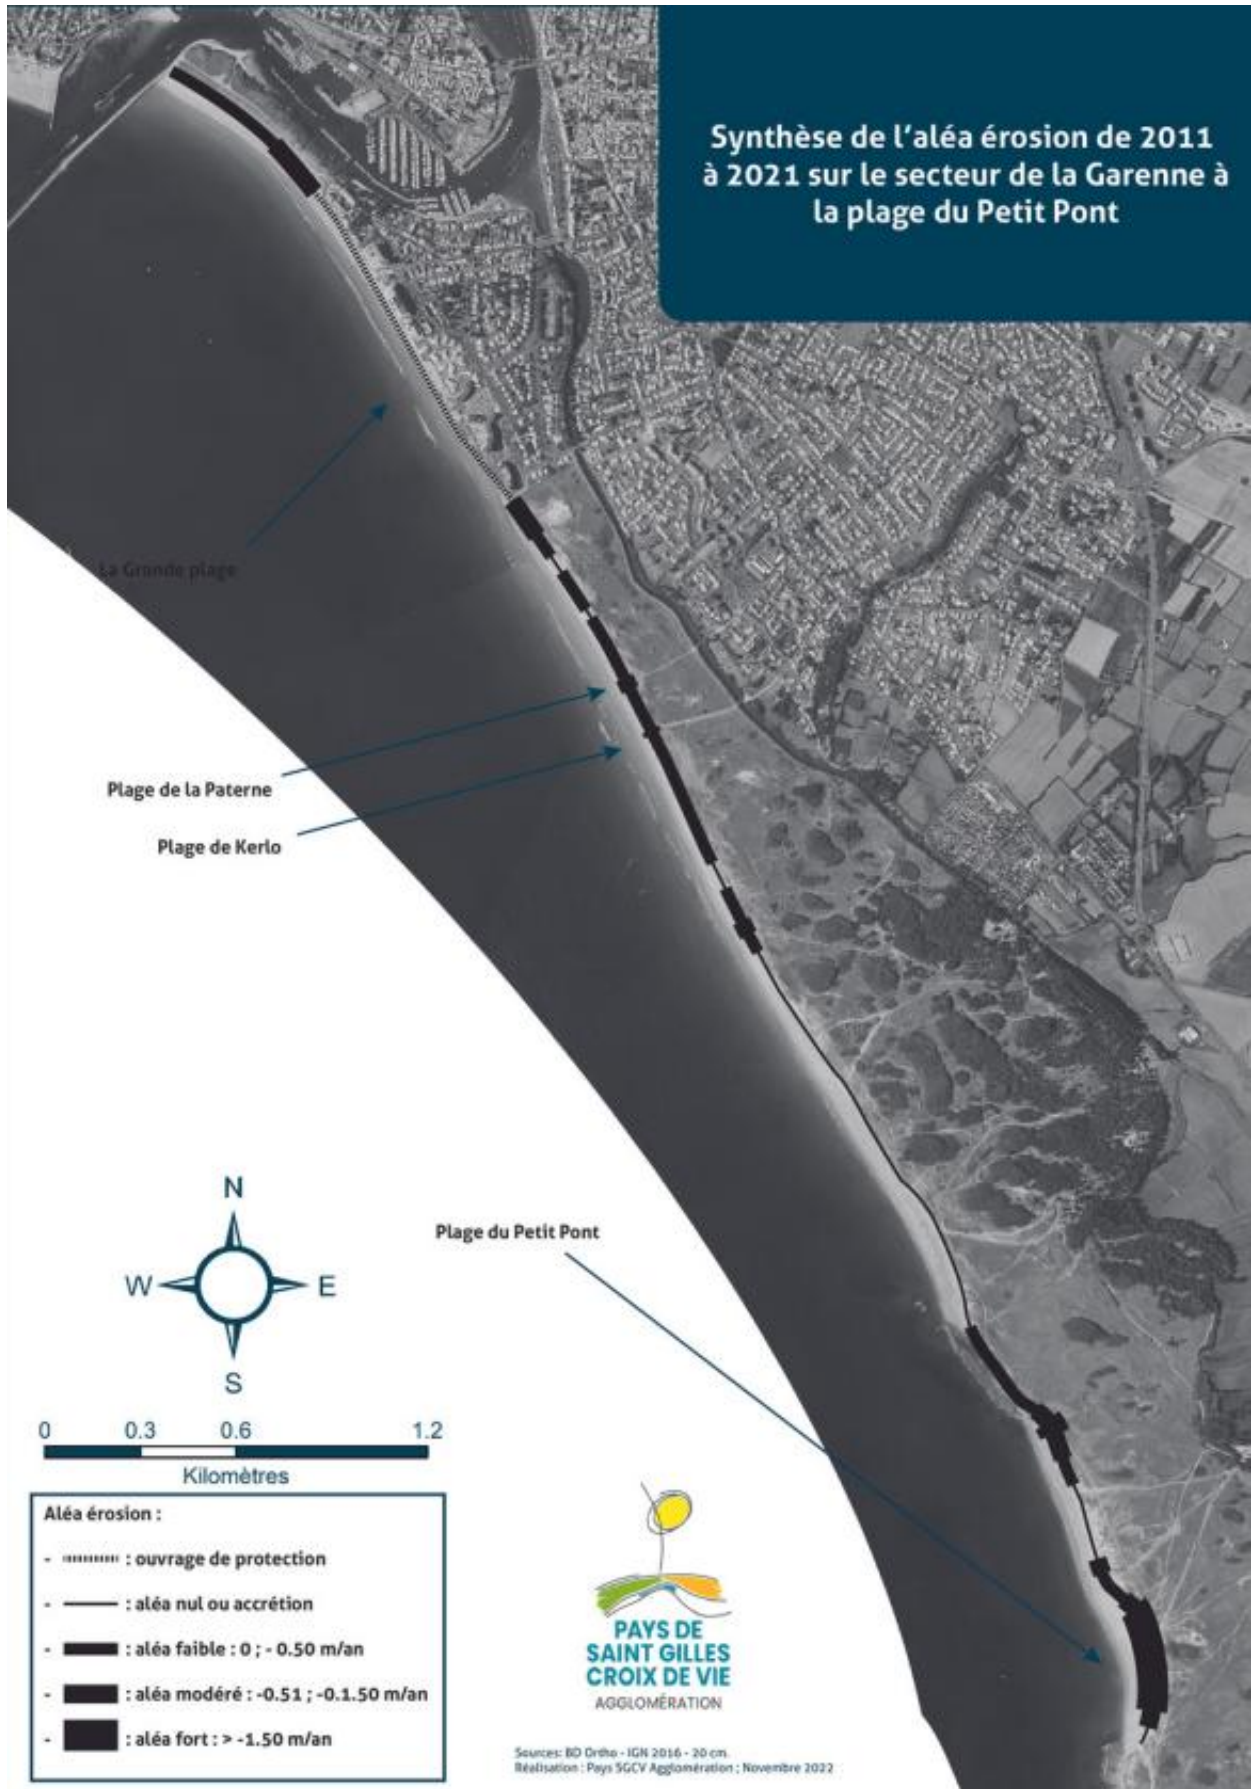 Synthèse de l'aléa érosion de 2011
à 2021 sur le secteur de la Garenne à
la plage du Petit Pont
La Grande plage
Plage de la Paterne
Plage de Kerlo
Plage du Petit Pont
N
W
E
S
0
0.3
0.6
1.2
Kilomètres
Aléa érosion :
- : ouvrage de protection
- : aléa nul ou accrétion
- : aléa faible : 0 ; - 0.50 m/an
- : aléa modéré : -0.51 ; -0.1.50 m/an
- : aléa fort : > -1.50 m/an
PAYS DE
SAINT GILLES
CROIX DE VIE
AGGLOMÉRATION
Sources: BD Ortho - IGN 2016 - 20 cm.
Réalisation : Pays SGCV Agglomération ; Novembre 2022